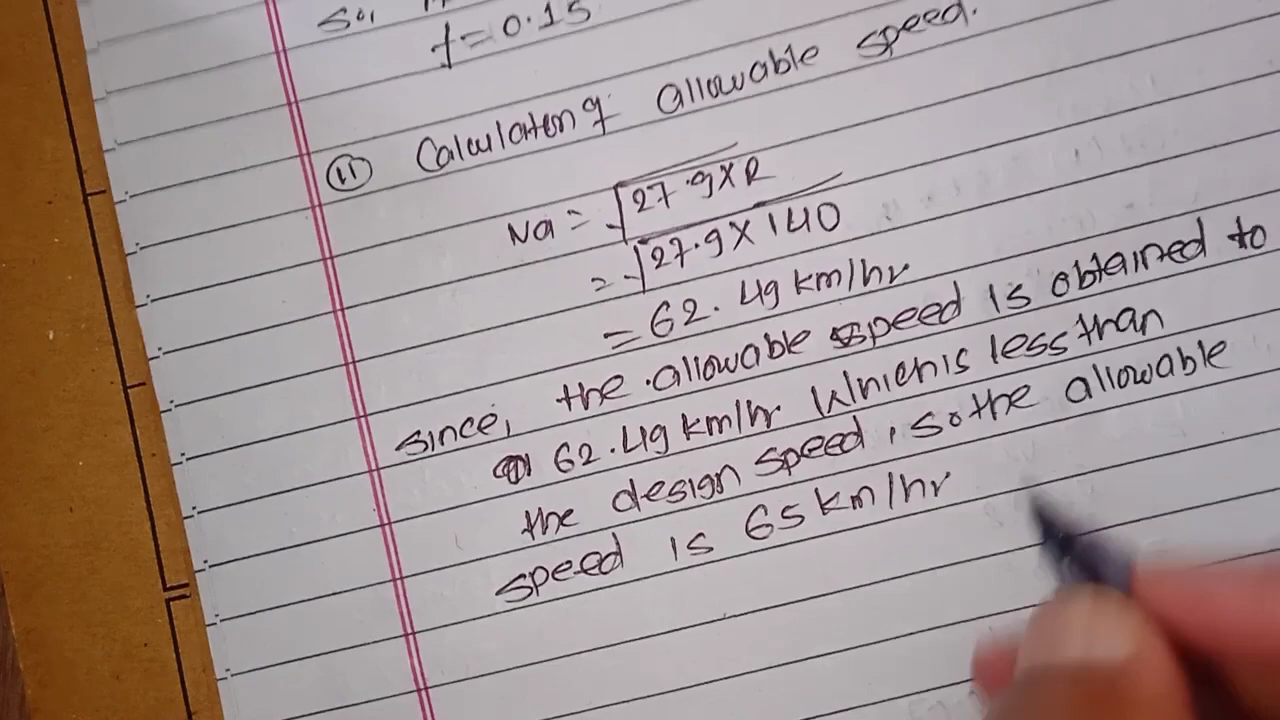 So,
f = 0.15
(ii) Calculation of allowable speed.
Va = √27.9 × R
= √27.9 × 140
= 62.49 km/hr
Since, the allowable speed is obtained to
62.49 km/hr which is less than
the design speed, so the allowable
speed is 65 km/hr